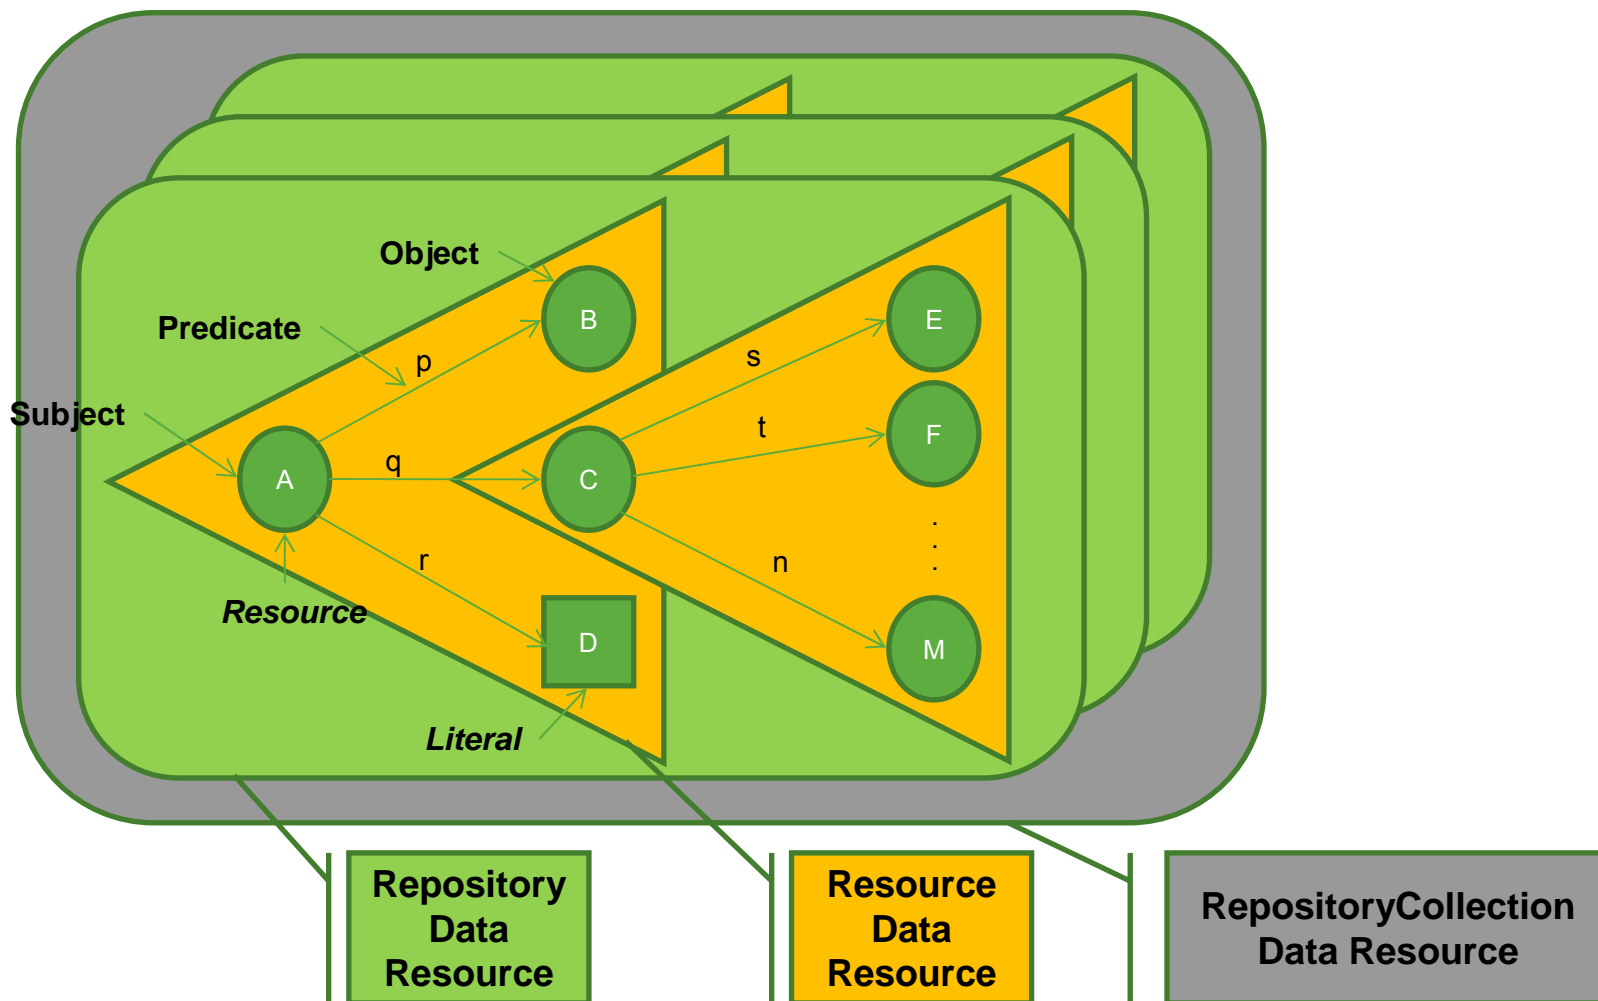 Object
B
E
Predicate
p
s
Subject
t
F
q
A
C
.
.
.
r
n
Resource
D
M
Literal
Repository
Data
Resource
Resource
Data
Resource
RepositoryCollection
Data Resource